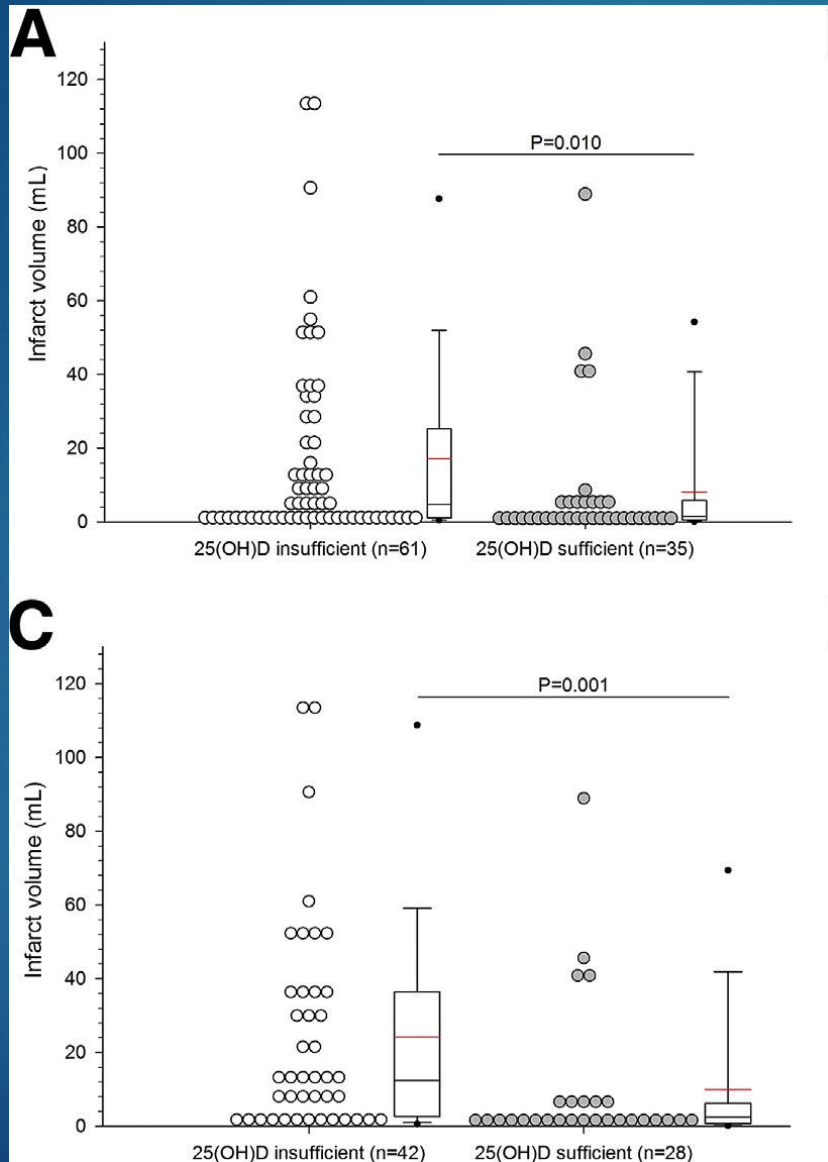 A
120
100
80
60
40
20
0
Infarct volume (mL)
P=0.010
25(OH)D insufficient (n=61) 25(OH)D sufficient (n=35)
C
120
100
80
60
40
20
0
Infarct volume (mL)
P=0.001
25(OH)D insufficient (n=42) 25(OH)D sufficient (n=28)